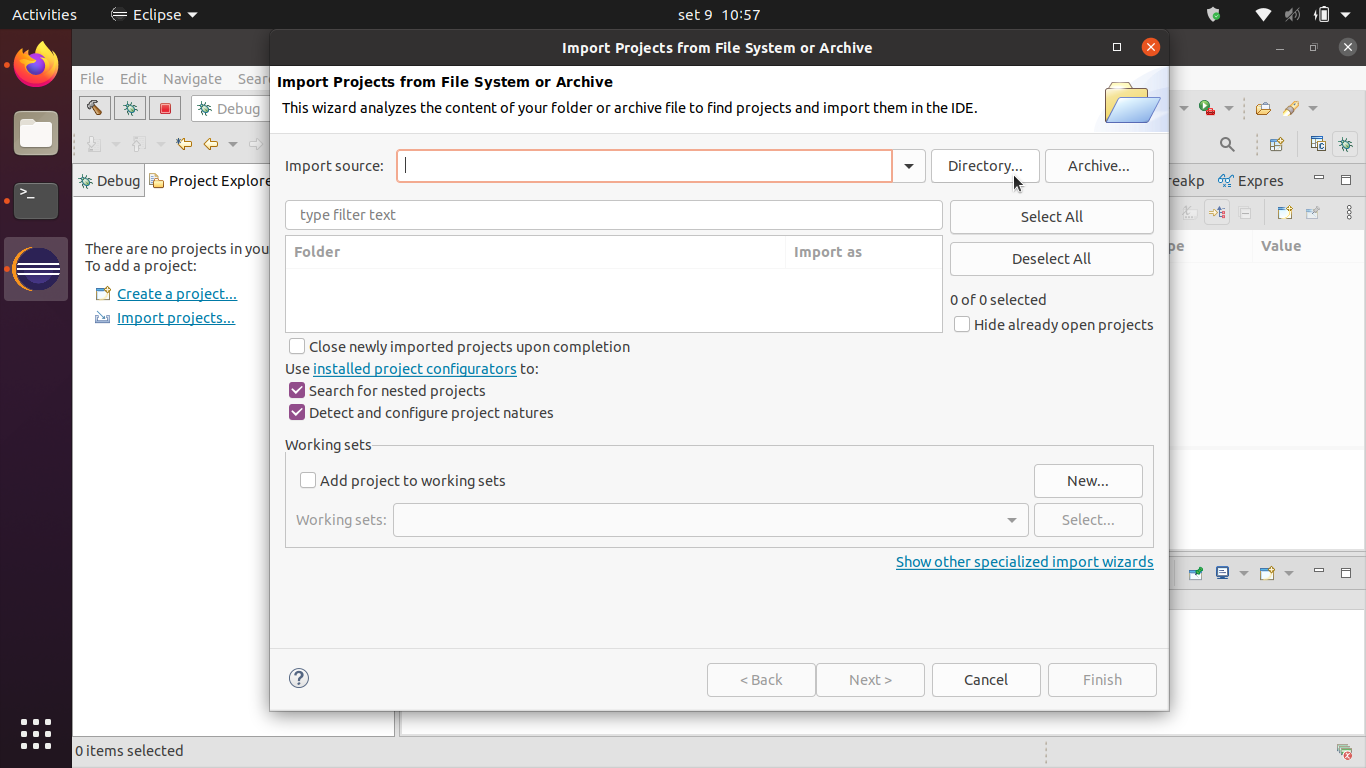 Activities Eclipse set 9 10:57
Import Projects from File System or Archive
File Edit Navigate Sear
Import Projects from File System or Archive
This wizard analyzes the content of your folder or archive file to find projects and import them in the IDE.
Debug
Import source: Directory... Archive...
Debug Project Explore
Expres
type filter text Select All
There are no projects in you
To add a project:
Folder Import as Deselect All
Value
Create a project...
Import projects...
0 of 0 selected
Hide already open projects
Close newly imported projects upon completion
Use installed project configurators to:
Search for nested projects
Detect and configure project natures
Working sets
Add project to working sets New...
Working sets: Select...
Show other specialized import wizards
? < Back Next > Cancel Finish
0 items selected